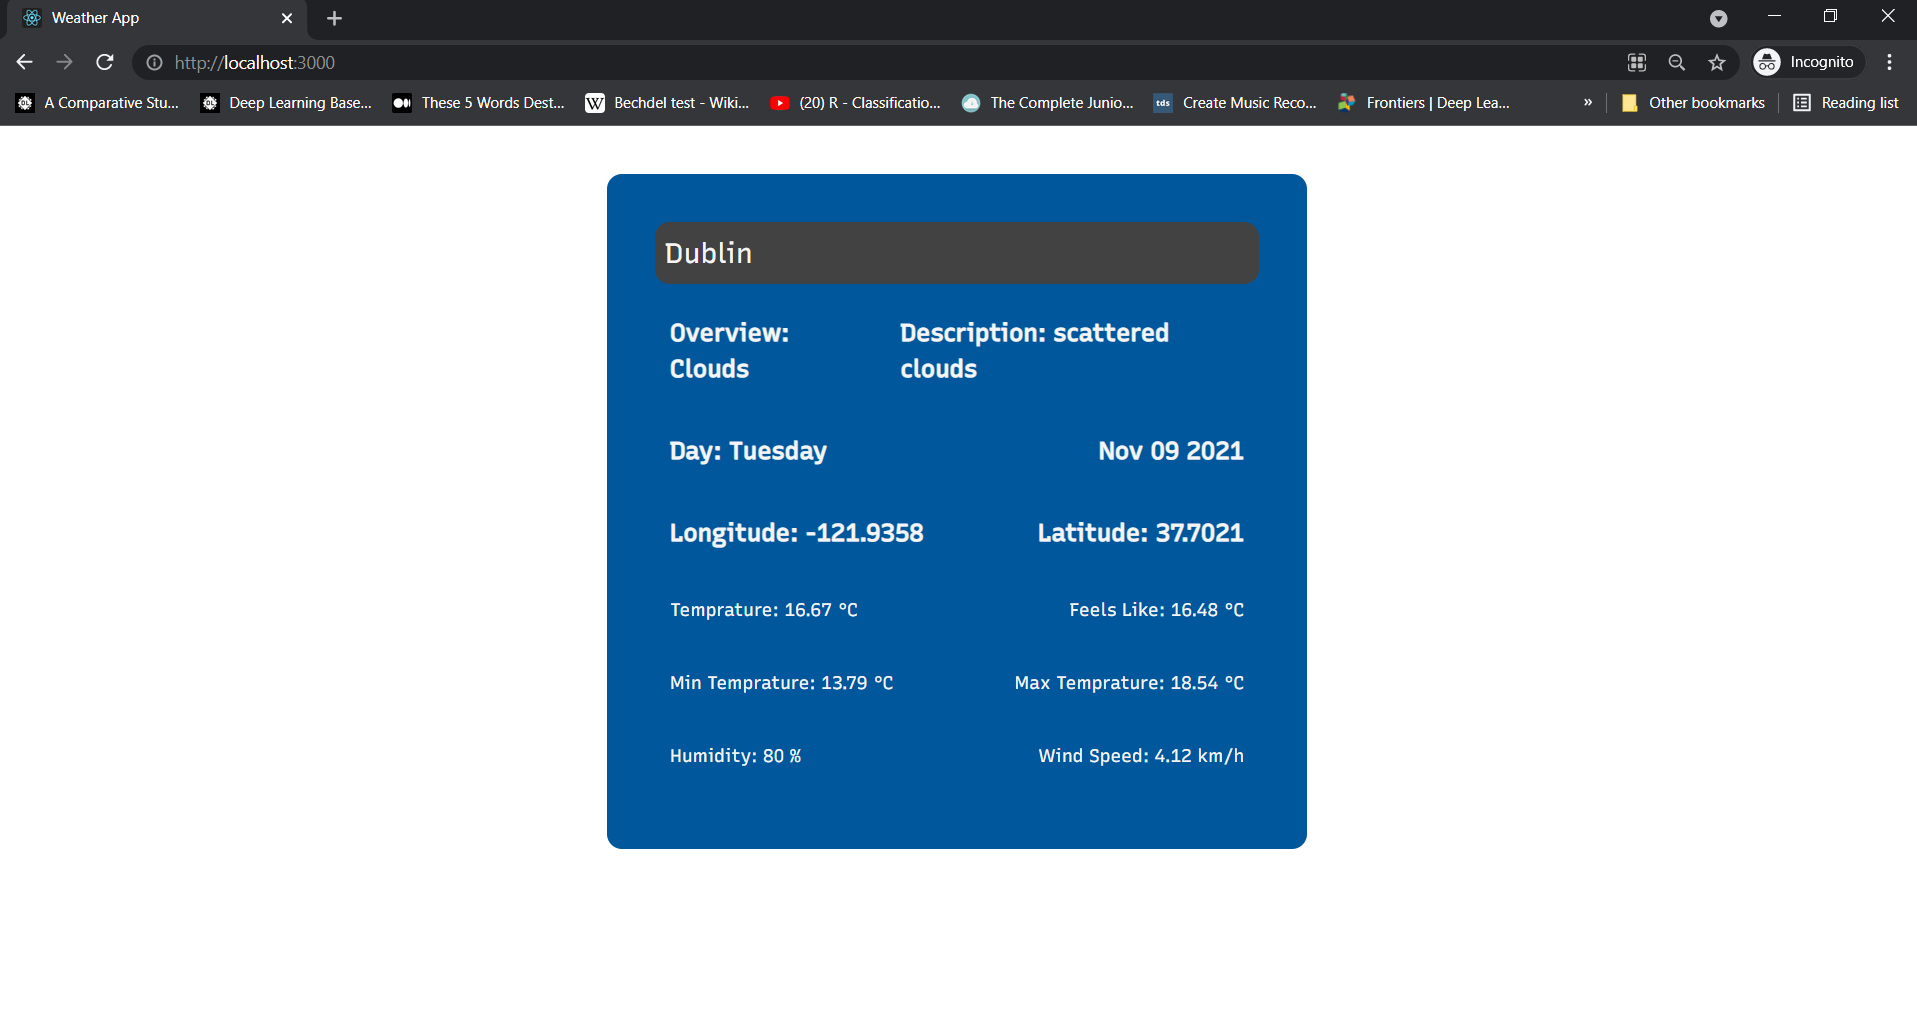 Weather App
http://localhost:3000
Incognito
A Comparative Stu...
Deep Learning Base...
These 5 Words Dest...
W Bechdel test - Wiki...
(20) R - Classificatio...
The Complete Junio...
tds Create Music Reco...
Frontiers | Deep Lea...
»
Other bookmarks
Reading list
Dublin
Overview:
Clouds
Description: scattered
clouds
Day: Tuesday
Nov 09 2021
Longitude: -121.9358
Latitude: 37.7021
Temprature: 16.67 °C
Feels Like: 16.48 °C
Min Temprature: 13.79 °C
Max Temprature: 18.54 °C
Humidity: 80 %
Wind Speed: 4.12 km/h